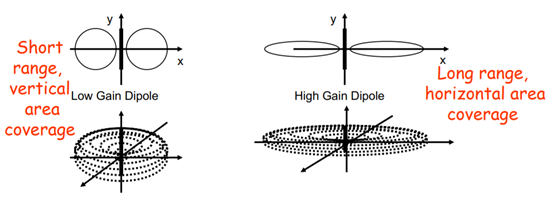 y
x
Short
range,
vertical
area
coverage
Low Gain Dipole
y
x
High Gain Dipole
Long range,
horizontal area
coverage